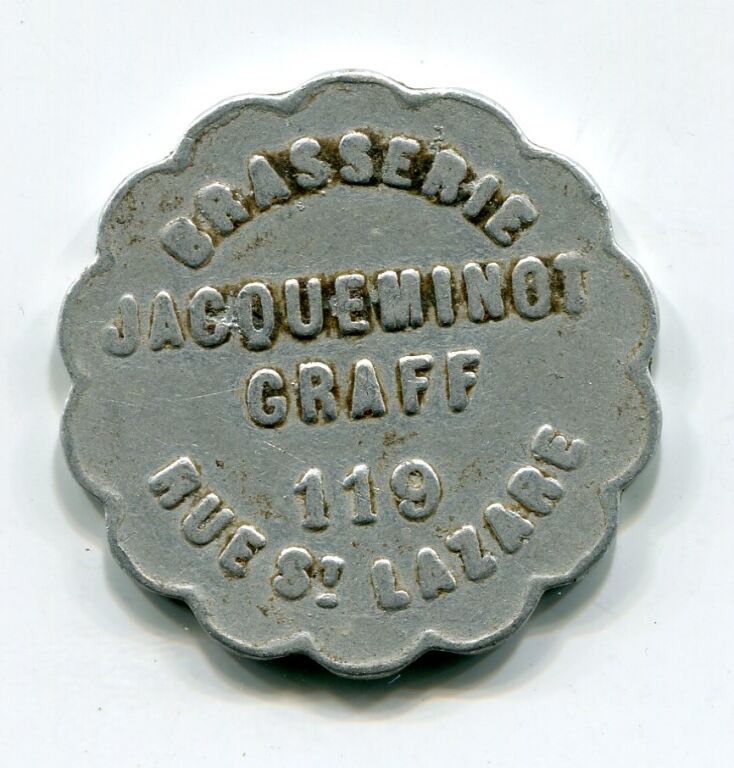 BRASSERIE
JACQUEMINOT
GRAFF
119
RUE ST LAZARE